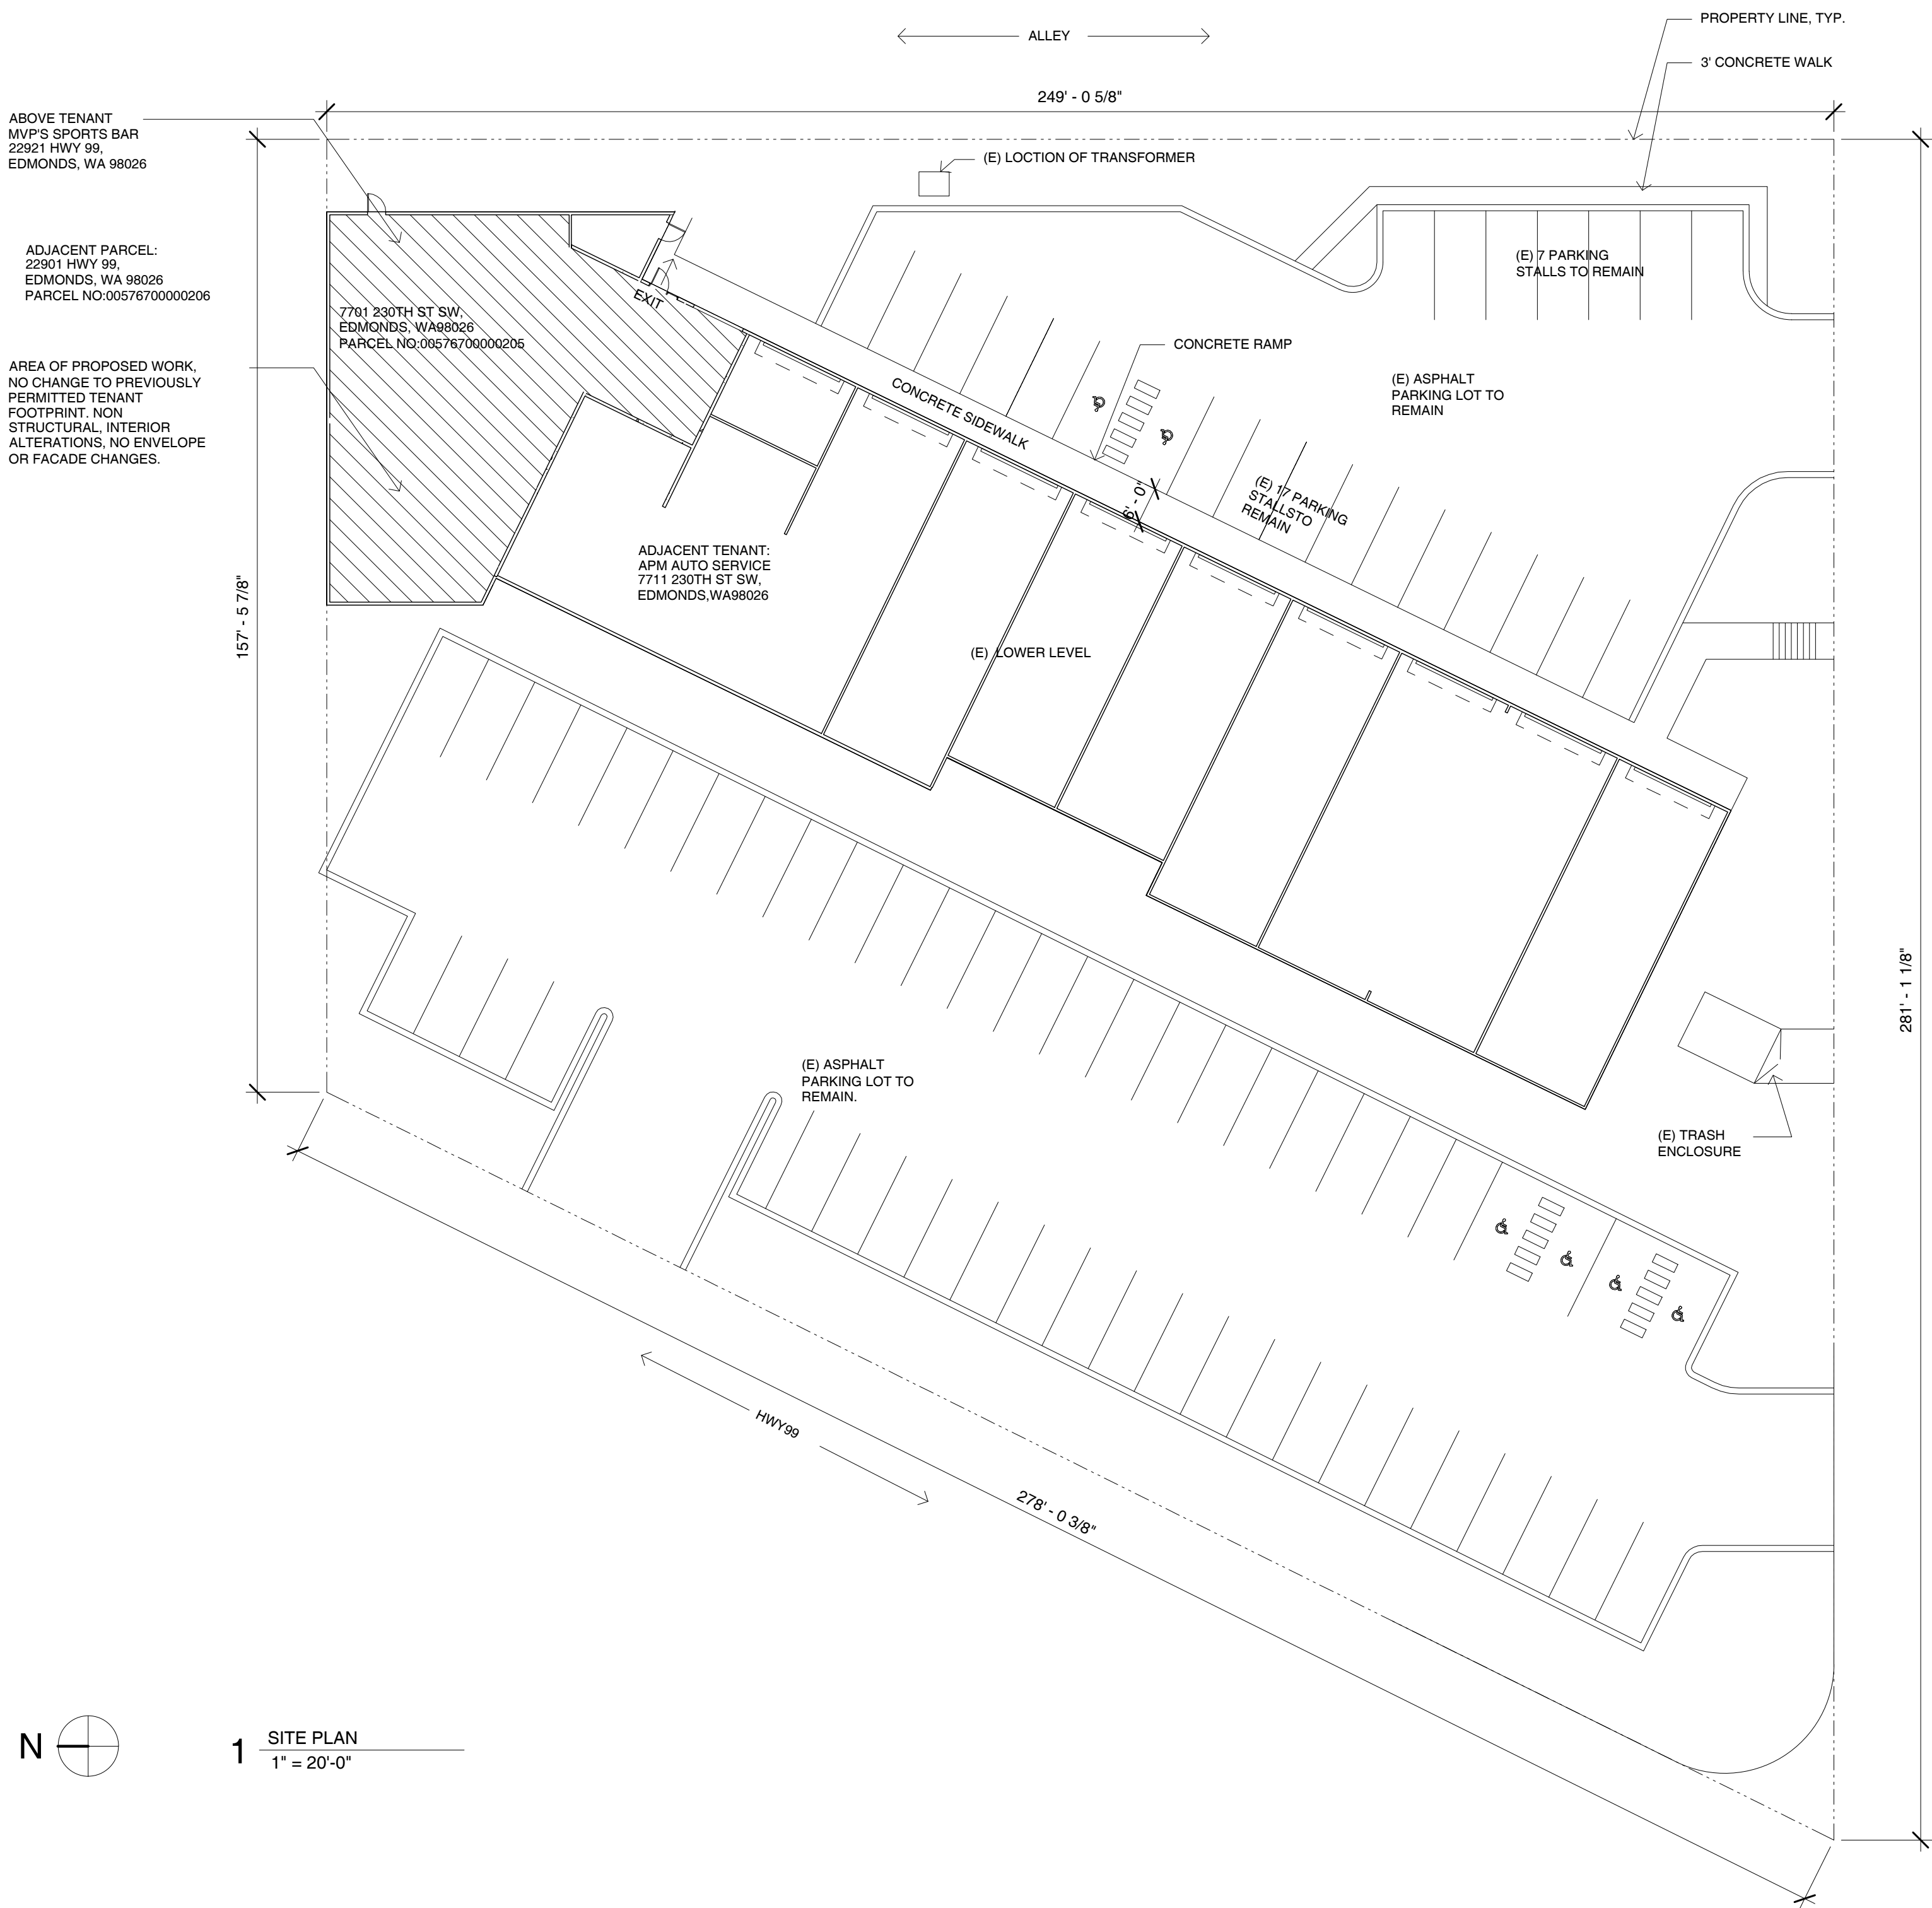 ALLEY
PROPERTY LINE, TYP.
3' CONCRETE WALK
249' - 0 5/8"
ABOVE TENANT
MVP'S SPORTS BAR
22921 HWY 99,
EDMONDS, WA 98026
(E) LOCTION OF TRANSFORMER
ADJACENT PARCEL:
22901 HWY 99,
EDMONDS, WA 98026
PARCEL NO:00576700000206
(E) 7 PARKING
STALLS TO REMAIN
EXIT
7701 230TH ST SW,
EDMONDS, WA98026
PARCEL NO:00576700000205
CONCRETE RAMP
AREA OF PROPOSED WORK,
NO CHANGE TO PREVIOUSLY
PERMITTED TENANT
FOOTPRINT. NON
STRUCTURAL, INTERIOR
ALTERATIONS, NO ENVELOPE
OR FACADE CHANGES.
CONCRETE SIDEWALK
(E) ASPHALT
PARKING LOT TO
REMAIN
6' - 0"
(E) 17 PARKING
STALLSTO
REMAIN
ADJACENT TENANT:
APM AUTO SERVICE
7711 230TH ST SW,
EDMONDS,WA98026
157' - 5 7/8"
(E) LOWER LEVEL
281' - 1 1/8"
(E) ASPHALT
PARKING LOT TO
REMAIN.
(E) TRASH
ENCLOSURE
HWY99
278' - 0 3/8"
N
1
SITE PLAN
1" = 20'-0"